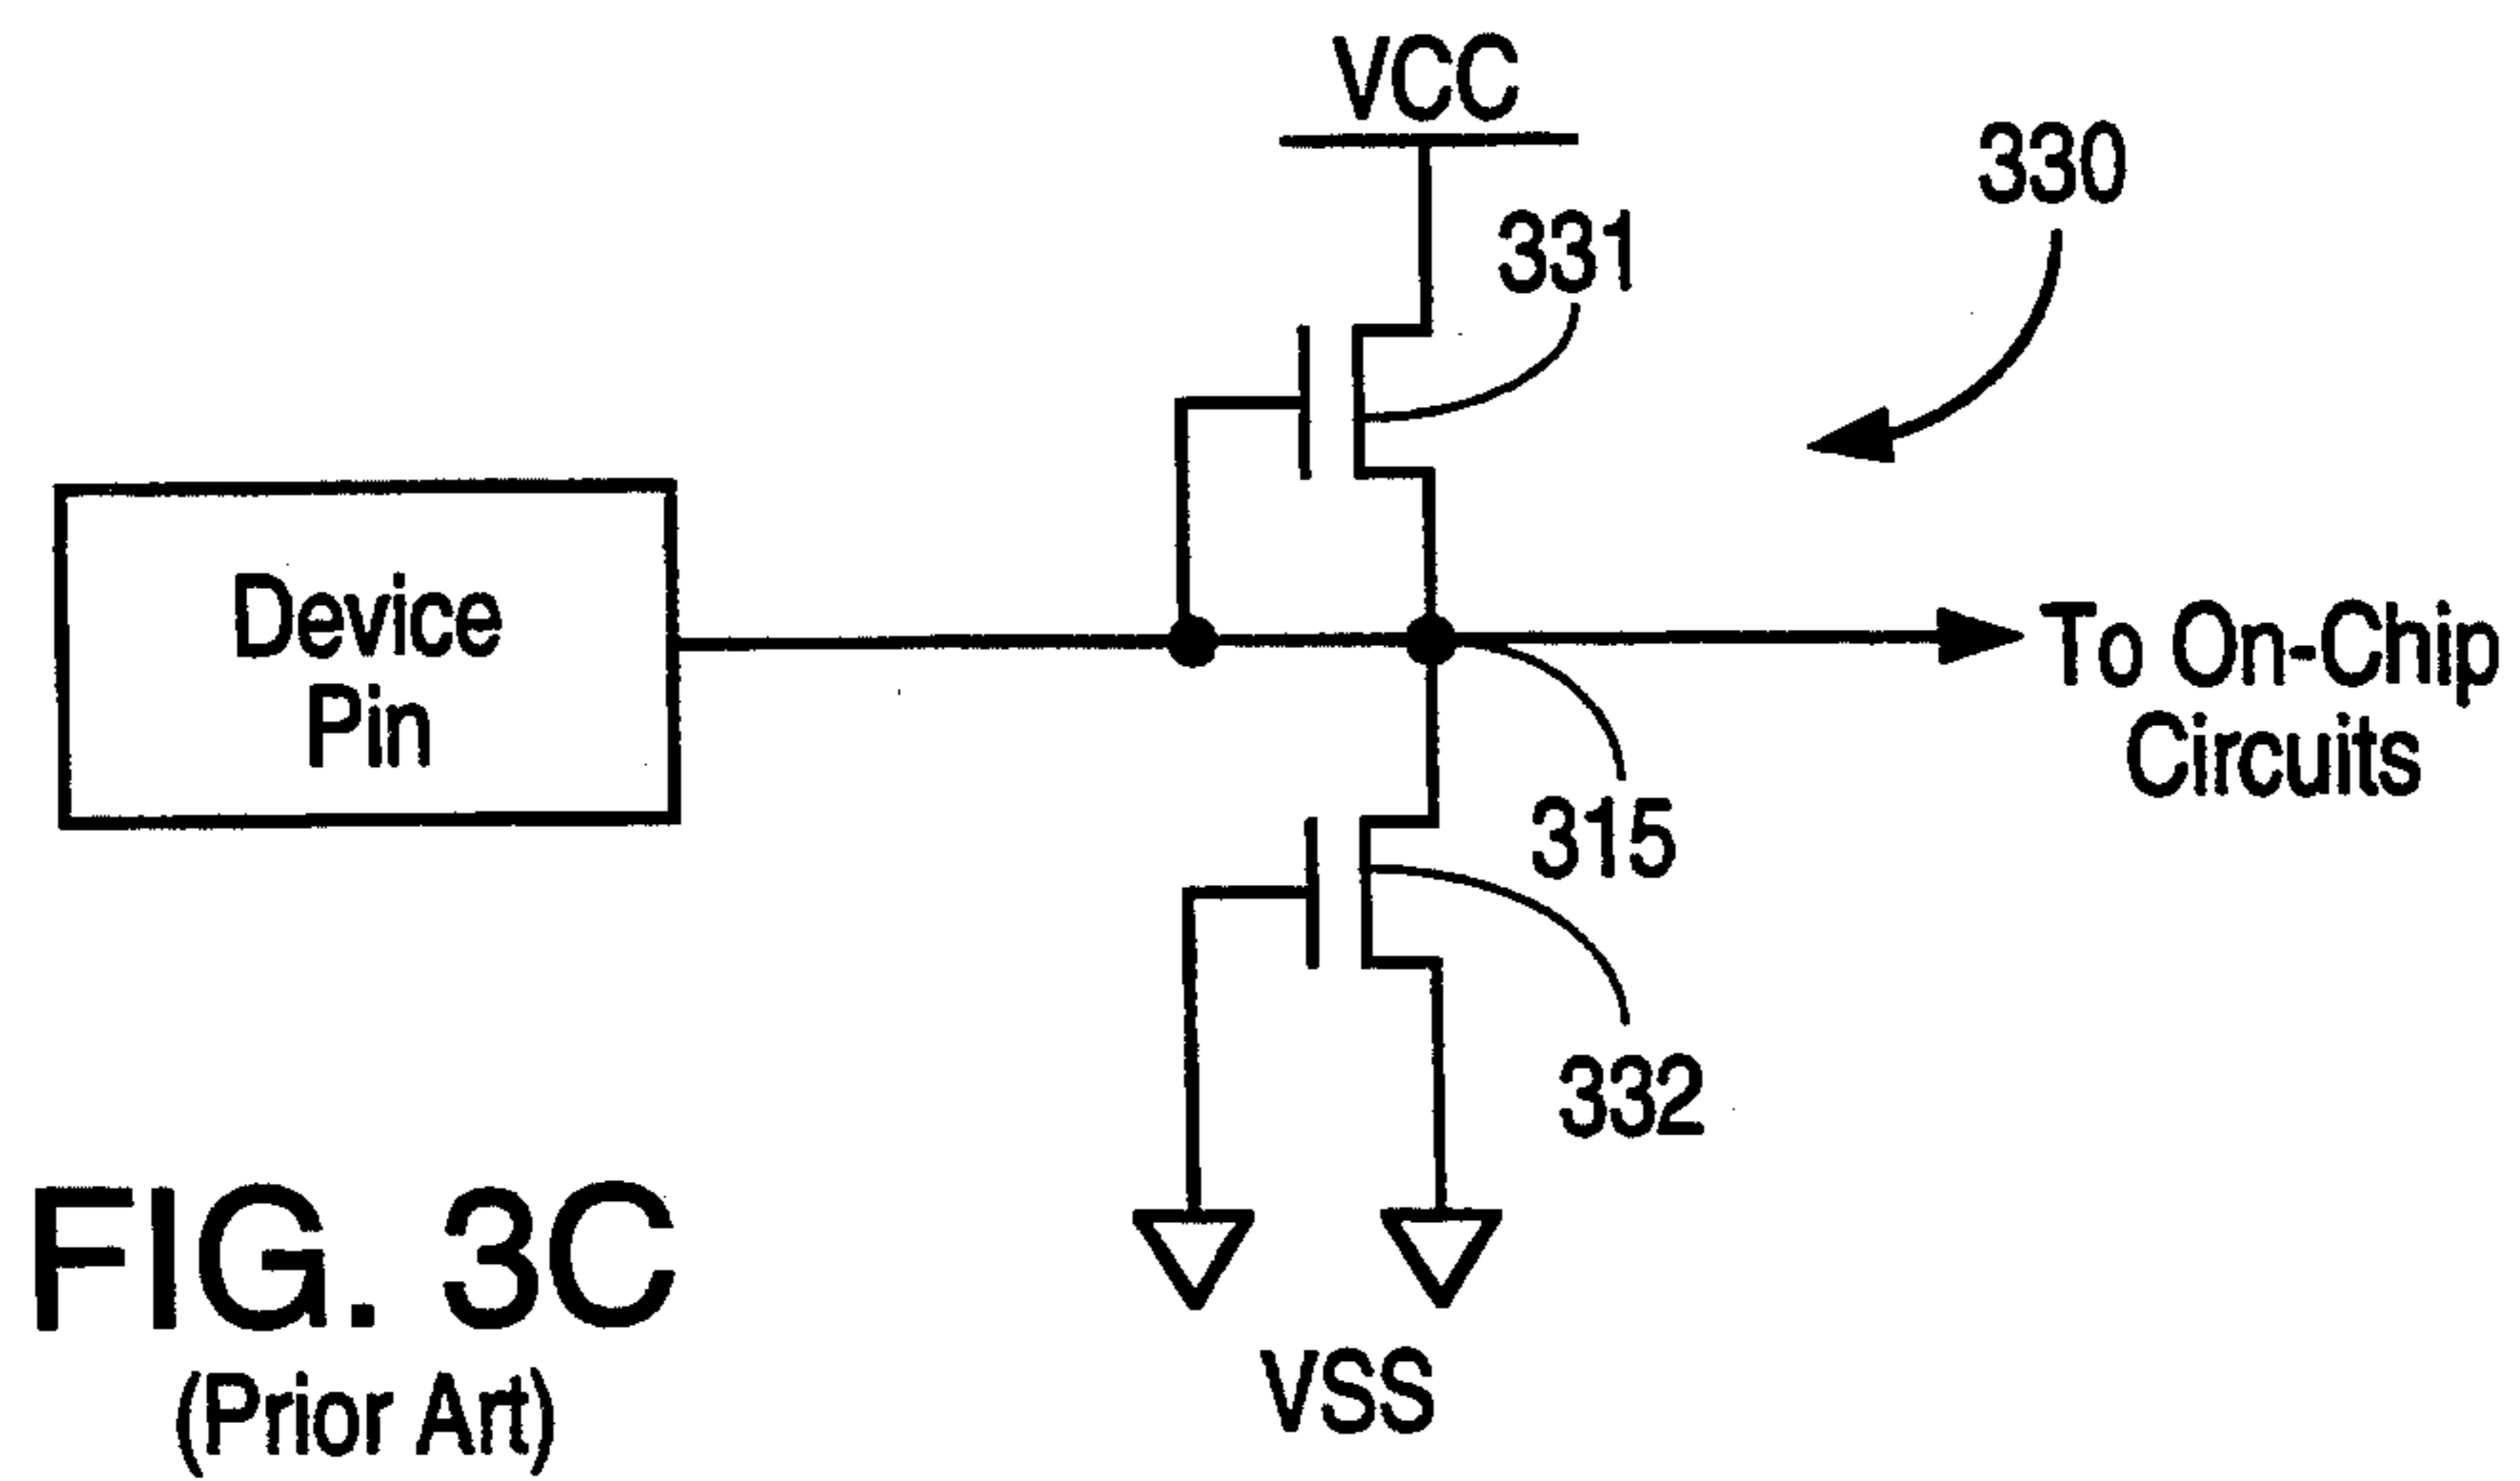 VCC
330
331
Device
Pin
To On-Chip
Circuits
315
332
FIG. 3C
(Prior Art)
VSS